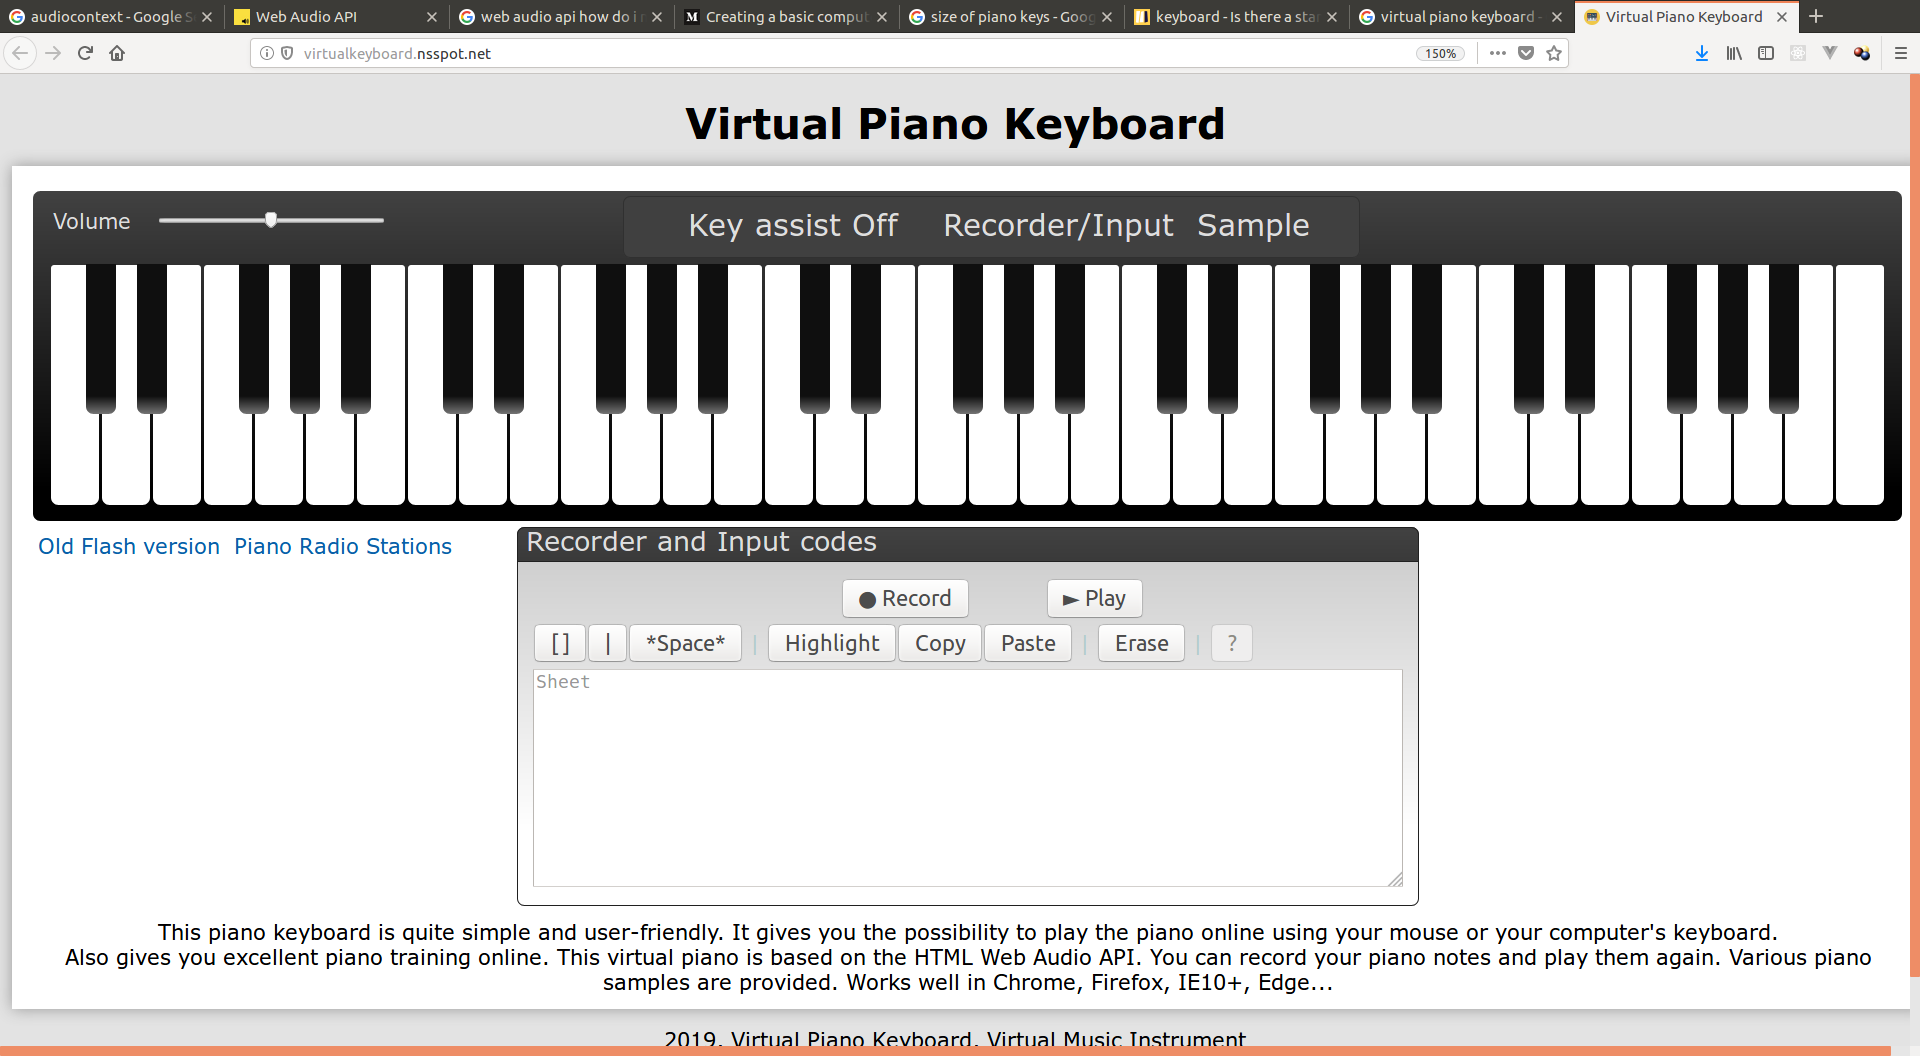 audiocontext - Google S
Web Audio API
web audio api how do i
Creating a basic comput
size of piano keys - Goog
keyboard - Is there a sta
virtual piano keyboard -
Virtual Piano Keyboard
virtualkeyboard.nsspot.net
150%
Virtual Piano Keyboard
Volume
Key assist Off Recorder/Input Sample
Old Flash version Piano Radio Stations
Recorder and Input codes
● Record ► Play
[] | *Space* | Highlight Copy Paste | Erase | ?
Sheet
This piano keyboard is quite simple and user-friendly. It gives you the possibility to play the piano online using your mouse or your computer's keyboard.
Also gives you excellent piano training online. This virtual piano is based on the HTML Web Audio API. You can record your piano notes and play them again. Various piano
samples are provided. Works well in Chrome, Firefox, IE10+, Edge...
2019. Virtual Piano Keyboard. Virtual Music Instrument